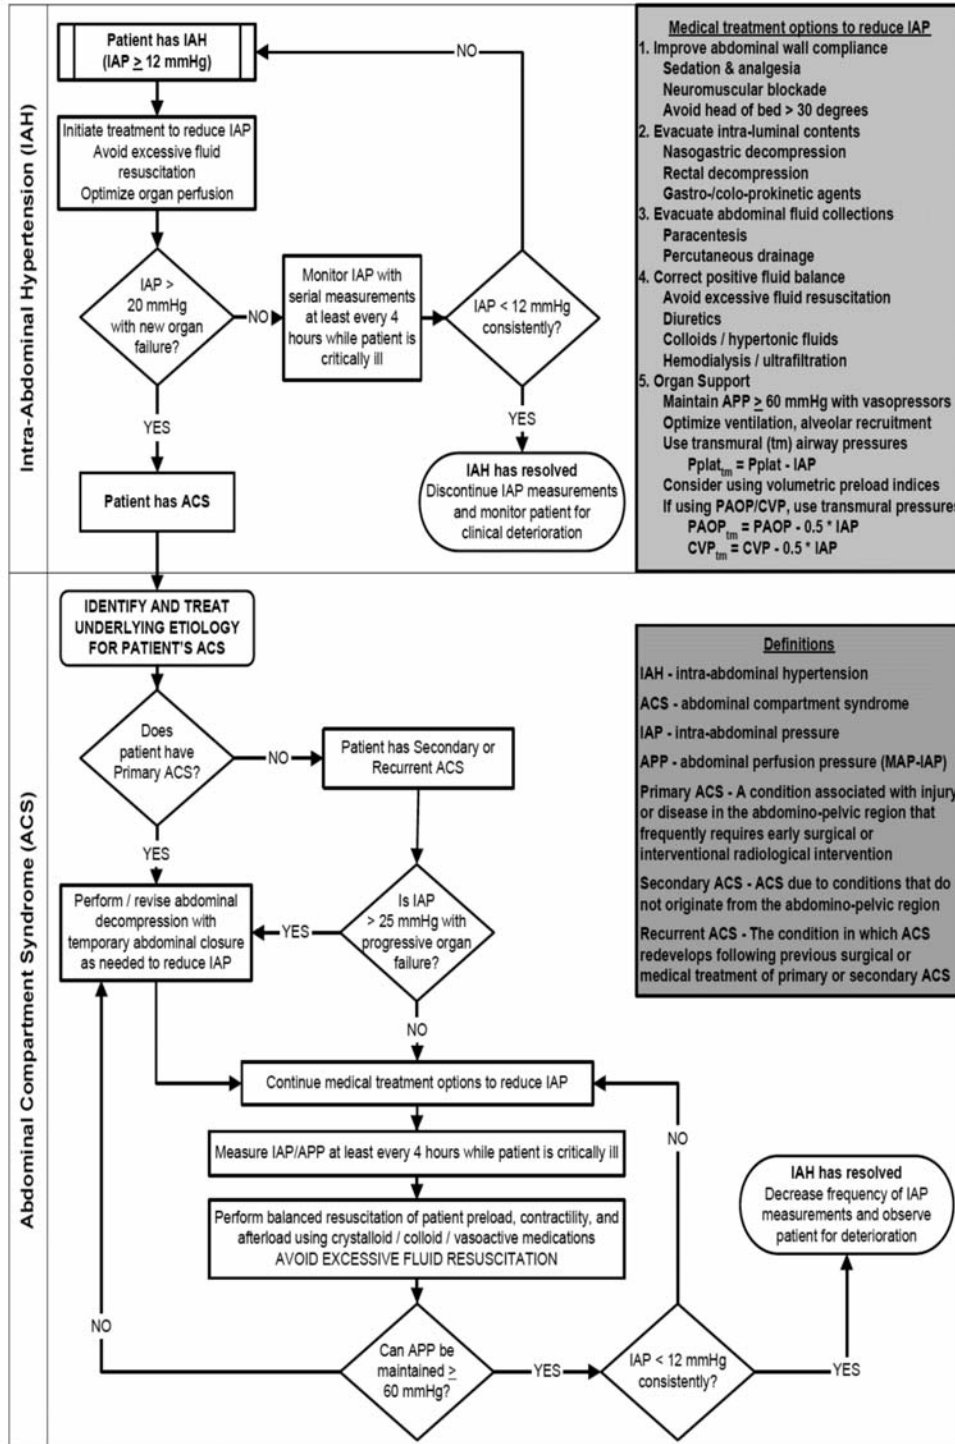 Intra-Abdominal Hypertension (IAH)
Patient has IAH
(IAP ≥ 12 mmHg)
NO
Initiate treatment to reduce IAP
Avoid excessive fluid
resuscitation
Optimize organ perfusion
IAP >
20 mmHg
with new organ
failure?
NO
Monitor IAP with
serial measurements
at least every 4
hours while patient is
critically ill
IAP < 12 mmHg
consistently?
YES
YES
Patient has ACS
IAH has resolved
Discontinue IAP measurements
and monitor patient for
clinical deterioration
Medical treatment options to reduce IAP
1. Improve abdominal wall compliance
Sedation & analgesia
Neuromuscular blockade
Avoid head of bed > 30 degrees
2. Evacuate intra-luminal contents
Nasogastric decompression
Rectal decompression
Gastro-/colo-prokinetic agents
3. Evacuate abdominal fluid collections
Paracentesis
Percutaneous drainage
4. Correct positive fluid balance
Avoid excessive fluid resuscitation
Diuretics
Colloids / hypertonic fluids
Hemodialysis / ultrafiltration
5. Organ Support
Maintain APP ≥ 60 mmHg with vasopressors
Optimize ventilation, alveolar recruitment
Use transmural (tm) airway pressures
Pplattm = Pplat - IAP
Consider using volumetric preload indices
If using PAOP/CVP, use transmural pressures
PAOPtm = PAOP - 0.5 * IAP
CVPtm = CVP - 0.5 * IAP
Abdominal Compartment Syndrome (ACS)
IDENTIFY AND TREAT
UNDERLYING ETIOLOGY
FOR PATIENT'S ACS
Does
patient have
Primary ACS?
NO
Patient has Secondary or
Recurrent ACS
YES
Perform / revise abdominal
decompression with
temporary abdominal closure
as needed to reduce IAP
YES
Is IAP
> 25 mmHg with
progressive organ
failure?
NO
Continue medical treatment options to reduce IAP
Measure IAP/APP at least every 4 hours while patient is critically ill
Perform balanced resuscitation of patient preload, contractility, and
afterload using crystalloid / colloid / vasoactive medications
AVOID EXCESSIVE FLUID RESUSCITATION
NO
Can APP be
maintained ≥
60 mmHg?
YES
IAP < 12 mmHg
consistently?
NO
YES
IAH has resolved
Decrease frequency of IAP
measurements and observe
patient for deterioration
Definitions
IAH - intra-abdominal hypertension
ACS - abdominal compartment syndrome
IAP - intra-abdominal pressure
APP - abdominal perfusion pressure (MAP-IAP)
Primary ACS - A condition associated with injury
or disease in the abdomino-pelvic region that
frequently requires early surgical or
interventional radiological intervention
Secondary ACS - ACS due to conditions that do
not originate from the abdomino-pelvic region
Recurrent ACS - The condition in which ACS
redevelops following previous surgical or
medical treatment of primary or secondary ACS